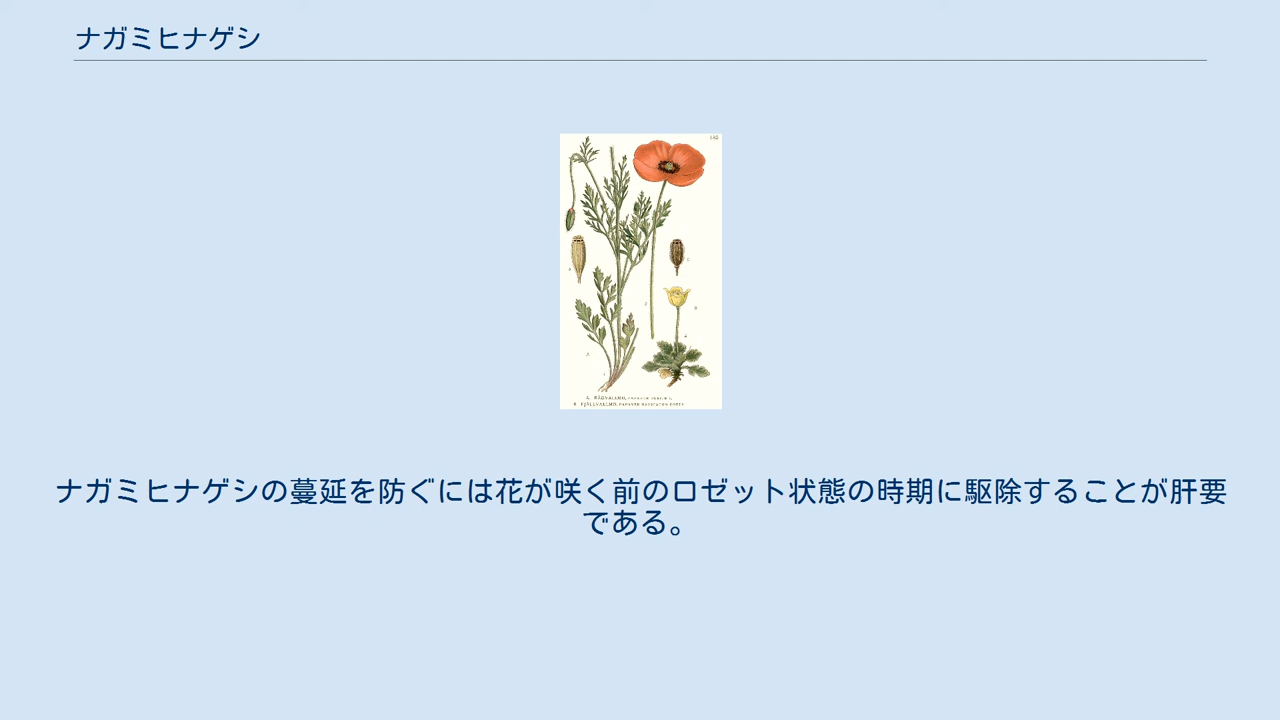 ナガミヒナゲシ
ナガミヒナゲシの蔓延を防ぐには花が咲く前のロゼット状態の時期に駆除することが肝要
である。